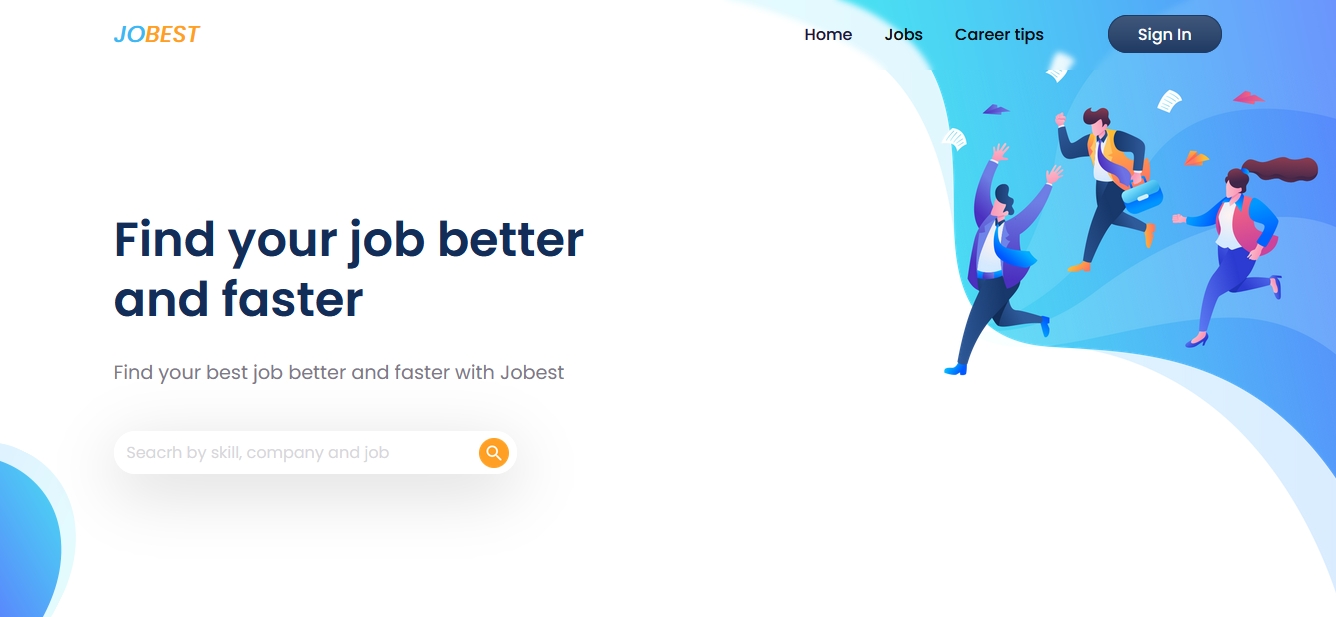 JOBEST
Home
Jobs
Career tips
Sign In
Find your job better
and faster
Find your best job better and faster with Jobest
Seacrh by skill, company and job